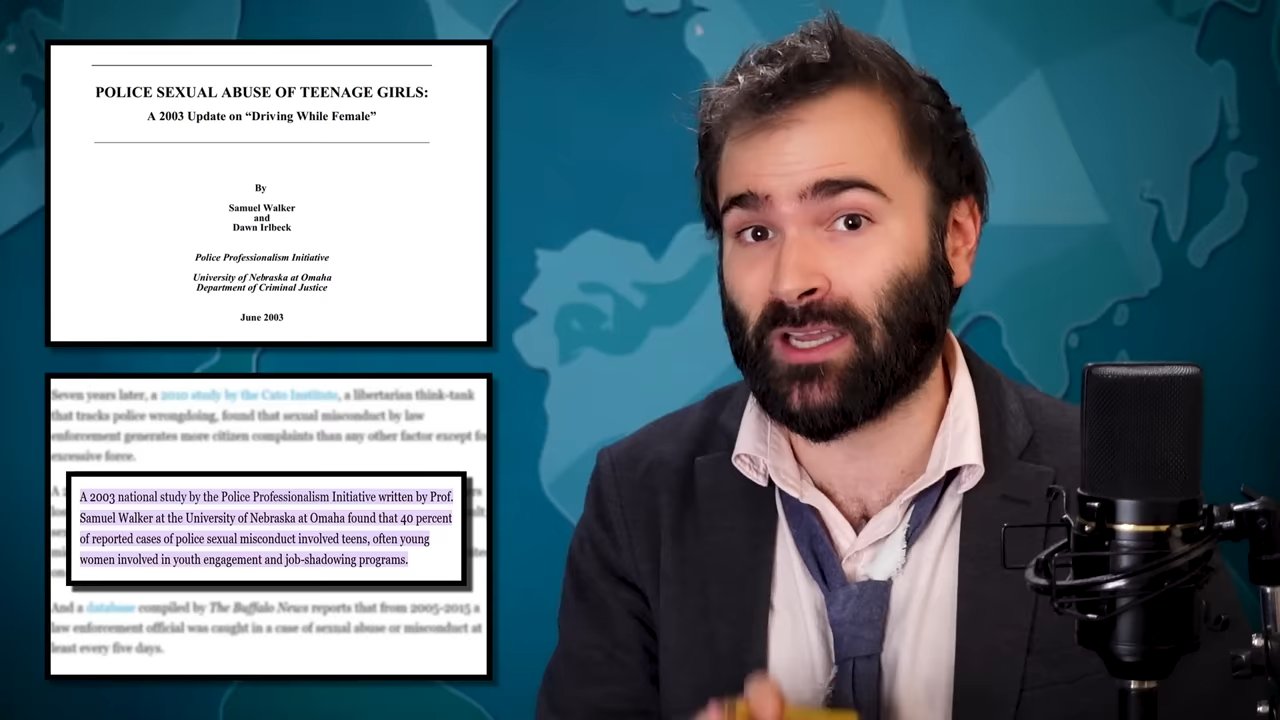 POLICE SEXUAL ABUSE OF TEENAGE GIRLS:
A 2003 Update on “Driving While Female”
By
Samuel Walker
and
Dawn Irlbeck
Police Professionalism Initiative
University of Nebraska at Omaha
Department of Criminal Justice
June 2003
Seven years later, a 2010 study by the Cato Institute, a libertarian think-tank
that tracks police wrongdoing, found that sexual misconduct by law
enforcement generates more citizen complaints than any other factor except fo
excessive force.
A 2003 national study by the Police Professionalism Initiative written by Prof.
Samuel Walker at the University of Nebraska at Omaha found that 40 percent
of reported cases of police sexual misconduct involved teens, often young
women involved in youth engagement and job-shadowing programs.
And a database compiled by The Buffalo News reports that from 2005-2015 a
law enforcement official was caught in a case of sexual abuse or misconduct at
least every five days.